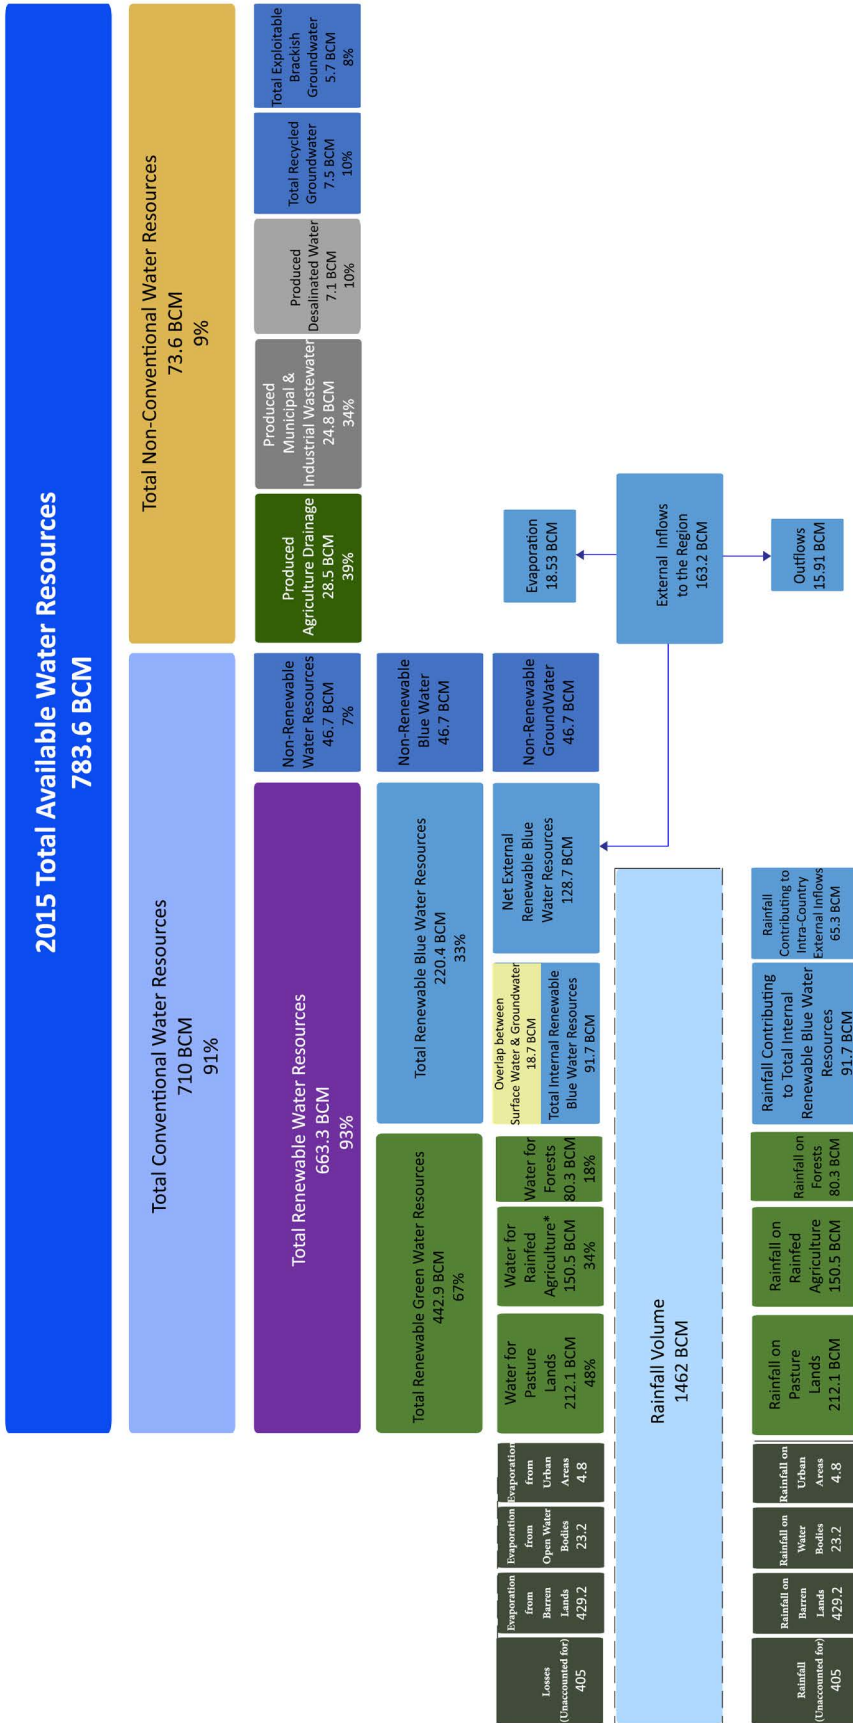 2015 Total Available Water Resources
783.6 BCM
Total Conventional Water Resources
710 BCM
91%
Total Non-Conventional Water Resources
73.6 BCM
9%
Total Renewable Water Resources
663.3 BCM
93%
Non-Renewable
Water Resources
46.7 BCM
7%
Produced
Agriculture Drainage
28.5 BCM
39%
Produced
Municipal &
Industrial Wastewater
24.8 BCM
34%
Produced
Desalinated Water
7.1 BCM
10%
Total Recycled
Groundwater
7.5 BCM
10%
Total Exploitable
Brackish
Groundwater
5.7 BCM
8%
Total Renewable Green Water Resources
442.9 BCM
67%
Total Renewable Blue Water Resources
220.4 BCM
33%
Non-Renewable
Blue Water
46.7 BCM
Losses
(Unaccounted for)
405
Evaporation
from
Barren
Lands
429.2
Evaporation
from
Open Water
Bodies
23.2
Evaporation
from
Urban
Areas
4.8
Water for
Pasture
Lands
212.1 BCM
48%
Water for
Rainfed
Agriculture*
150.5 BCM
34%
Water for
Forests
80.3 BCM
18%
Overlap between
Surface Water & Groundwater
18.7 BCM
Total Internal Renewable
Blue Water Resources
91.7 BCM
Net External
Renewable Blue
Water Resources
128.7 BCM
Non-Renewable
GroundWater
46.7 BCM
Evaporation
18.53 BCM
Rainfall Volume
1462 BCM
External Inflows
to the Region
163.2 BCM
Rainfall
(Unaccounted for)
405
Rainfall on
Barren
Lands
429.2
Rainfall on
Water
Bodies
23.2
Rainfall on
Urban
Areas
4.8
Rainfall on
Pasture
Lands
212.1 BCM
Rainfall on
Rainfed
Agriculture
150.5 BCM
Rainfall on
Forests
80.3 BCM
Rainfall Contributing
to Total Internal
Renewable Blue Water
Resources
91.7 BCM
Rainfall
Contributing to
Intra-Country
External Inflows
65.3 BCM
Outflows
15.91 BCM